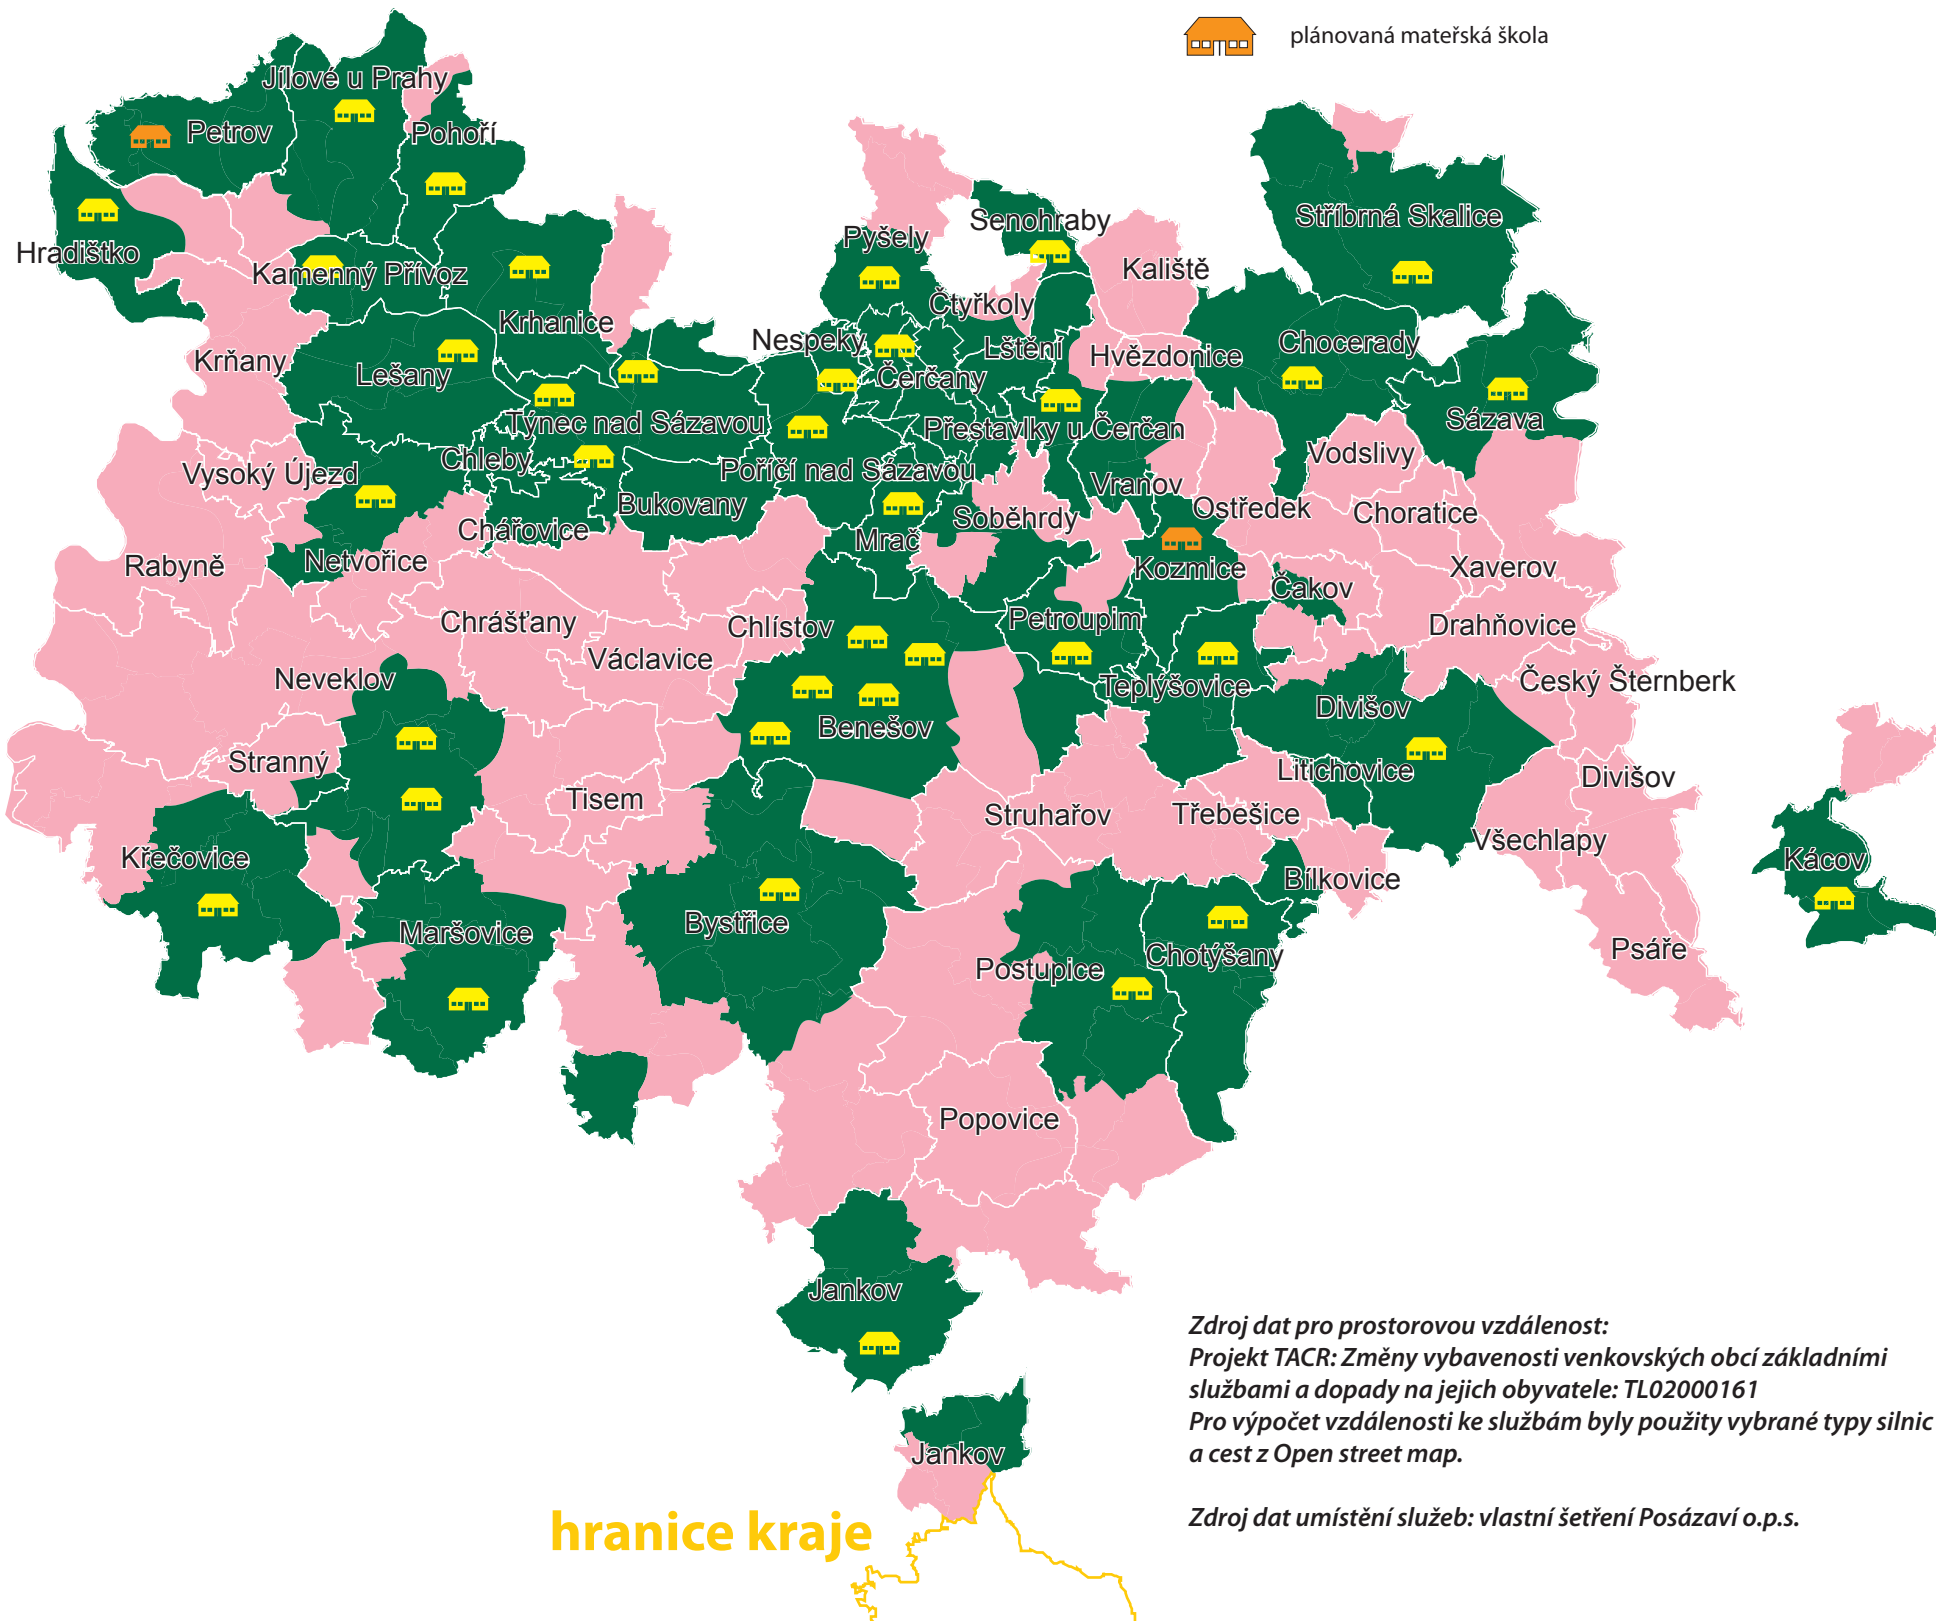 plánovaná mateřská škola
Jílové u Prahy
Petrov
Pohoří
Hradištko
Kamenný Přívoz
Senohraby
Stříbrná Skalice
Pyšely
Kaliště
Čtyřkoly
Krhanice
Nespeky
Lštění
Hvězdonice
Chocerady
Krňany
Lešany
Čerčany
Sázava
Týnec nad Sázavou
Přestavlky u Čerčan
Vysoký Újezd
Chleby
Poříčí nad Sázavou
Vodslivy
Vranov
Bukovany
Ostředek
Choratice
Chářovice
Soběhrdy
Mrač
Rabyně
Netvořice
Kozmice
Čakov
Xaverov
Chrášťany
Chlístov
Petroupim
Drahňovice
Václavice
Neveklov
Teplýšovice
Český Šternberk
Divišov
Benešov
Stranný
Litichovice
Divišov
Tisem
Struhařov
Třebešice
Všechlapy
Křečovice
Kácov
Bílkovice
Maršovice
Bystřice
Chotýšany
Psáře
Postupice
Popovice
Jankov
Jankov
Zdroj dat pro prostorovou vzdálenost:
Projekt TACR: Změny vybavenosti venkovských obcí základními
službami a dopady na jejich obyvatele: TL02000161
Pro výpočet vzdálenosti ke službám byly použity vybrané typy silnic
a cest z Open street map.
Zdroj dat umístění služeb: vlastní šetření Posázaví o.p.s.
hranice kraje